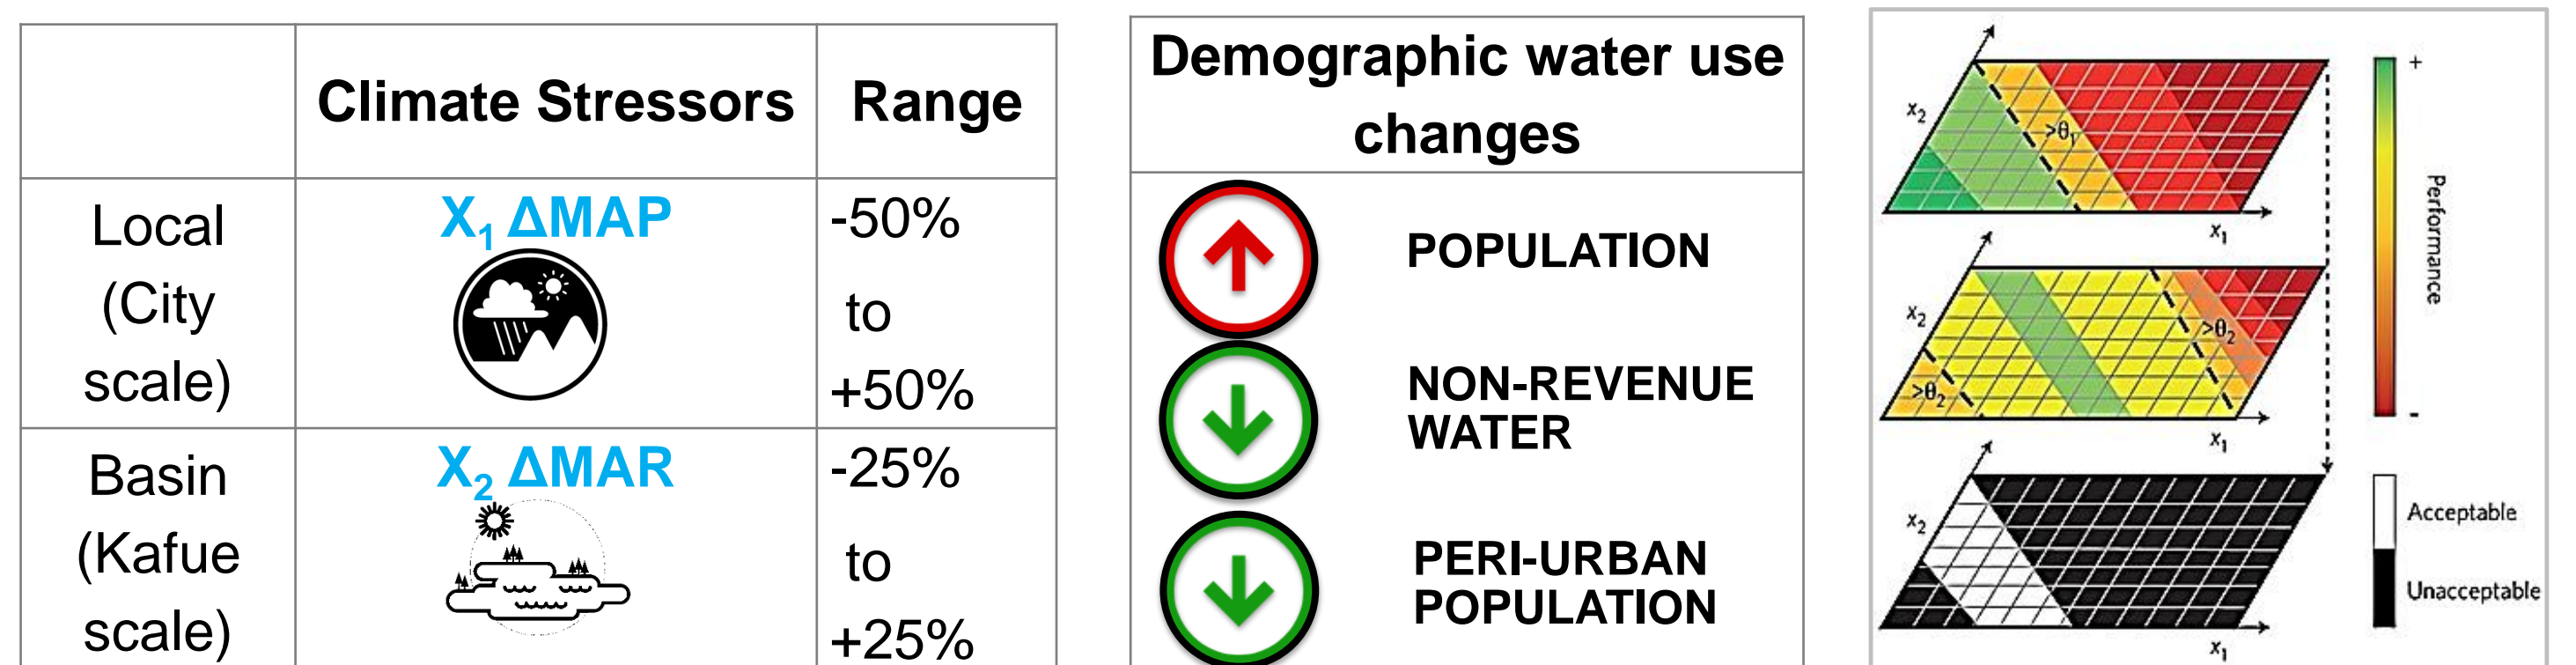 Climate Stressors
Range
Local
(City
scale)
X₁ ΔMAP
-50%
to
+50%
Basin
(Kafue
scale)
X₂ ΔMAR
-25%
to
+25%
Demographic water use
changes
POPULATION
NON-REVENUE
WATER
PERI-URBAN
POPULATION
x₂
>θ₁
x₁
x₂
>θ₂
>θ₂
x₁
x₂
x₁
+
Performance
-
Acceptable
Unacceptable